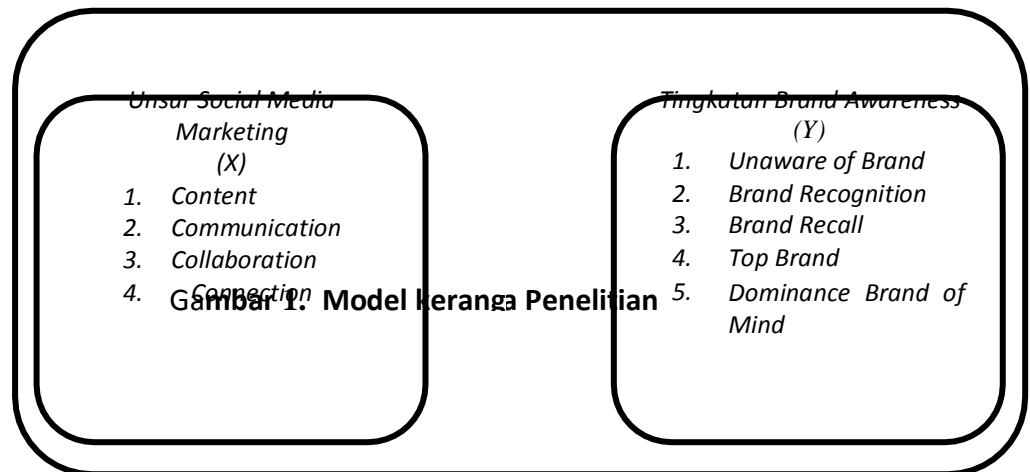 Unsur Social Media
Marketing
(X)
1. Content
2. Communication
3. Collaboration
4. Connection
Tingkatan Brand Awareness
(Y)
1. Unaware of Brand
2. Brand Recognition
3. Brand Recall
4. Top Brand
5. Dominance Brand of
Mind
Gambar 1. Model keranga Penelitian